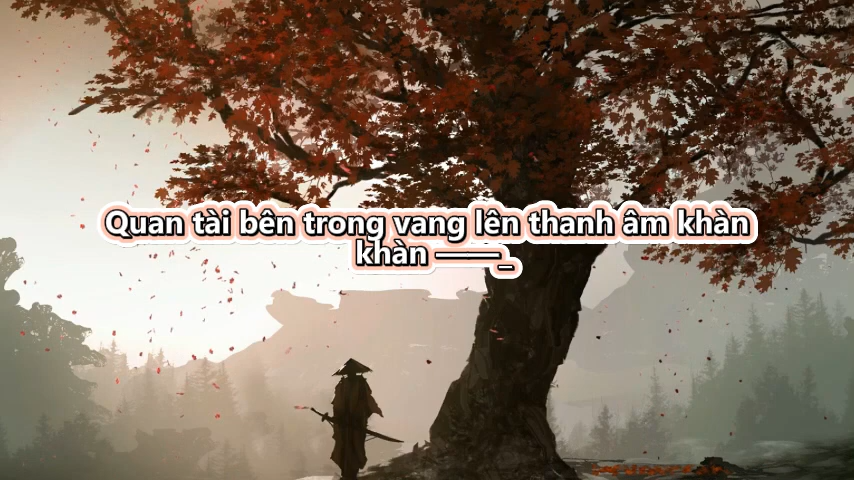 Quan tài bên trong vang lên thanh âm khàn
khàn ——_